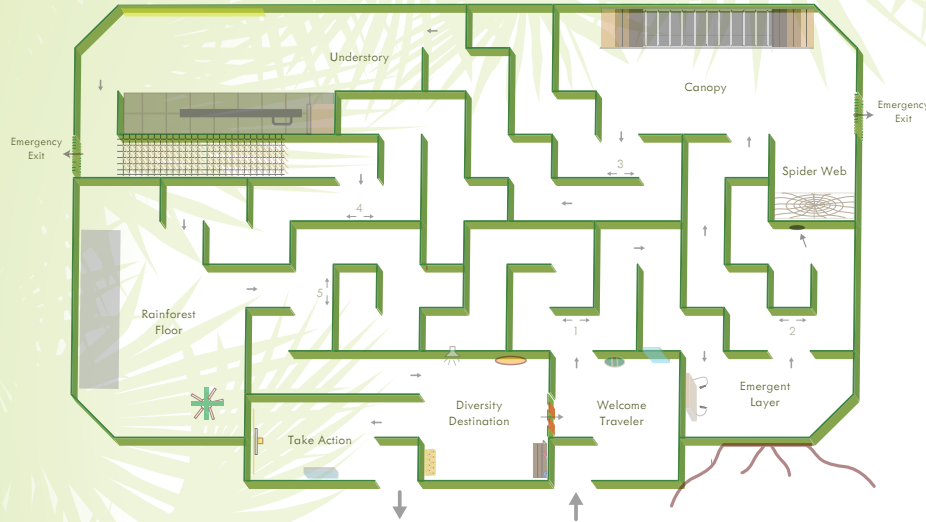 Understory
Canopy
Emergency
Exit
Emergency
Exit
3
Spider Web
4
5
Rainforest
Floor
1
2
Diversity
Destination
Welcome
Traveler
Emergent
Layer
Take Action